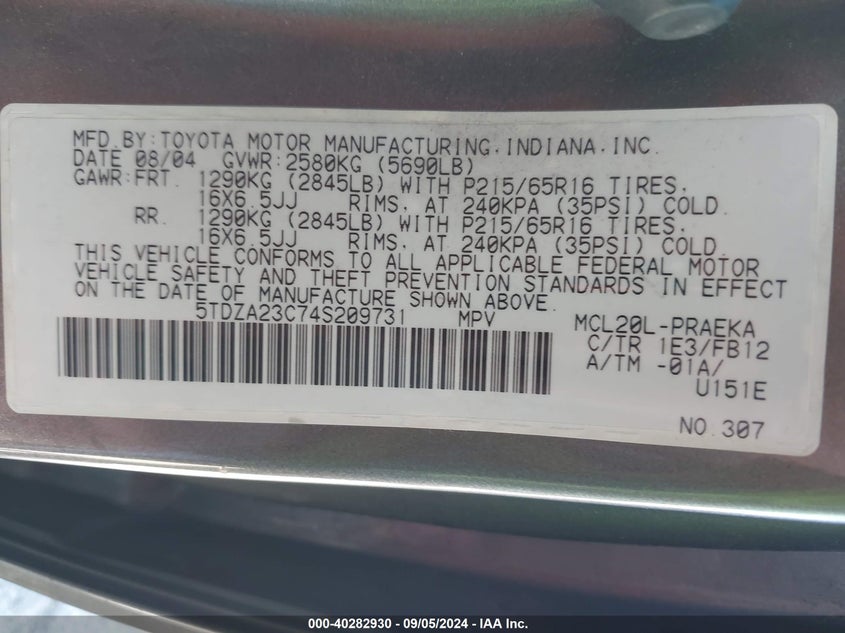 MFD.BY:TOYOTA MOTOR MANUFACTURING,INDIANA,INC.
DATE 08/04 GVWR:2580KG (5690LB)
GAWR:FRT. 1290KG (2845LB) WITH P215/65R16 TIRES,
16X6.5JJ RIMS, AT 240KPA (35PSI) COLD.
RR. 1290KG (2845LB) WITH P215/65R16 TIRES,
16X6.5JJ RIMS, AT 240KPA (35PSI) COLD.
THIS VEHICLE CONFORMS TO ALL APPLICABLE FEDERAL MOTOR
VEHICLE SAFETY AND THEFT PREVENTION STANDARDS IN EFFECT
ON THE DATE OF MANUFACTURE SHOWN ABOVE.
5TDZA23C74S209731 MPV MCL20L-PRAEKA
C/TR 1E3/FB12
A/TM -01A/
U151E
NO.307
000-40282930 - 09/05/2024 - IAA Inc.